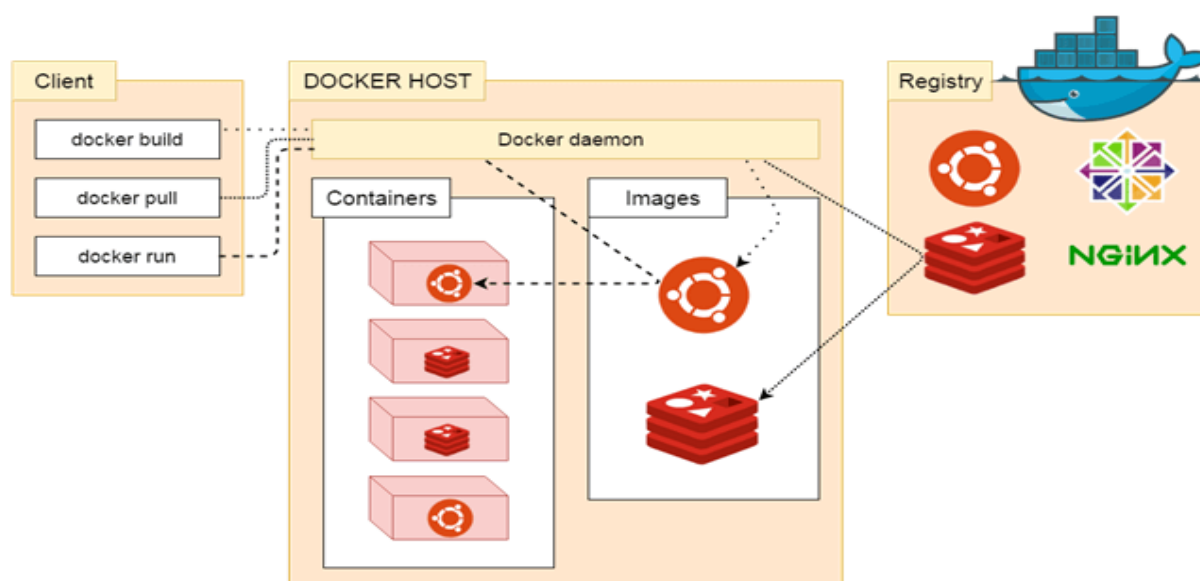 Client
docker build
docker pull
docker run
DOCKER HOST
Docker daemon
Containers
Images
Registry
NGiNX